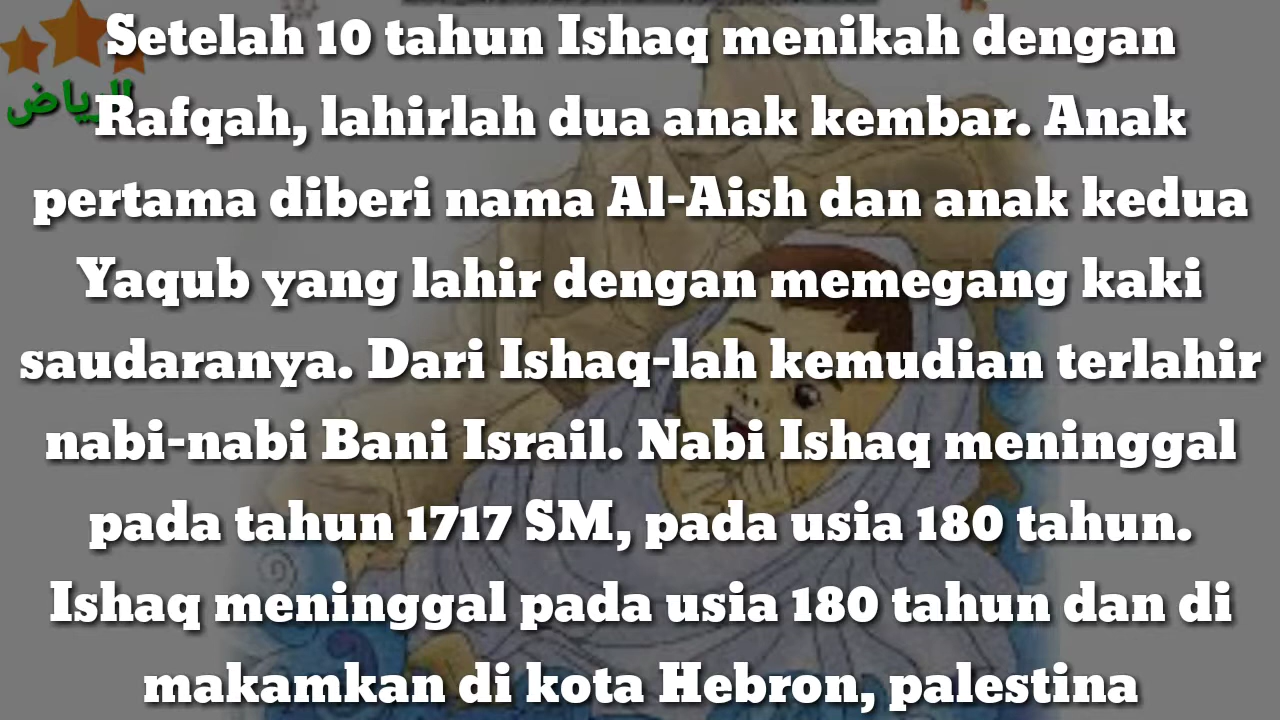 Setelah 10 tahun Ishaq menikah dengan
الرياض
Rafqah, lahirlah dua anak kembar. Anak
pertama diberi nama Al-Aish dan anak kedua
Yaqub yang lahir dengan memegang kaki
saudaranya. Dari Ishaq-lah kemudian terlahir
nabi-nabi Bani Israil. Nabi Ishaq meninggal
pada tahun 1717 SM, pada usia 180 tahun.
Ishaq meninggal pada usia 180 tahun dan di
makamkan di kota Hebron, palestina